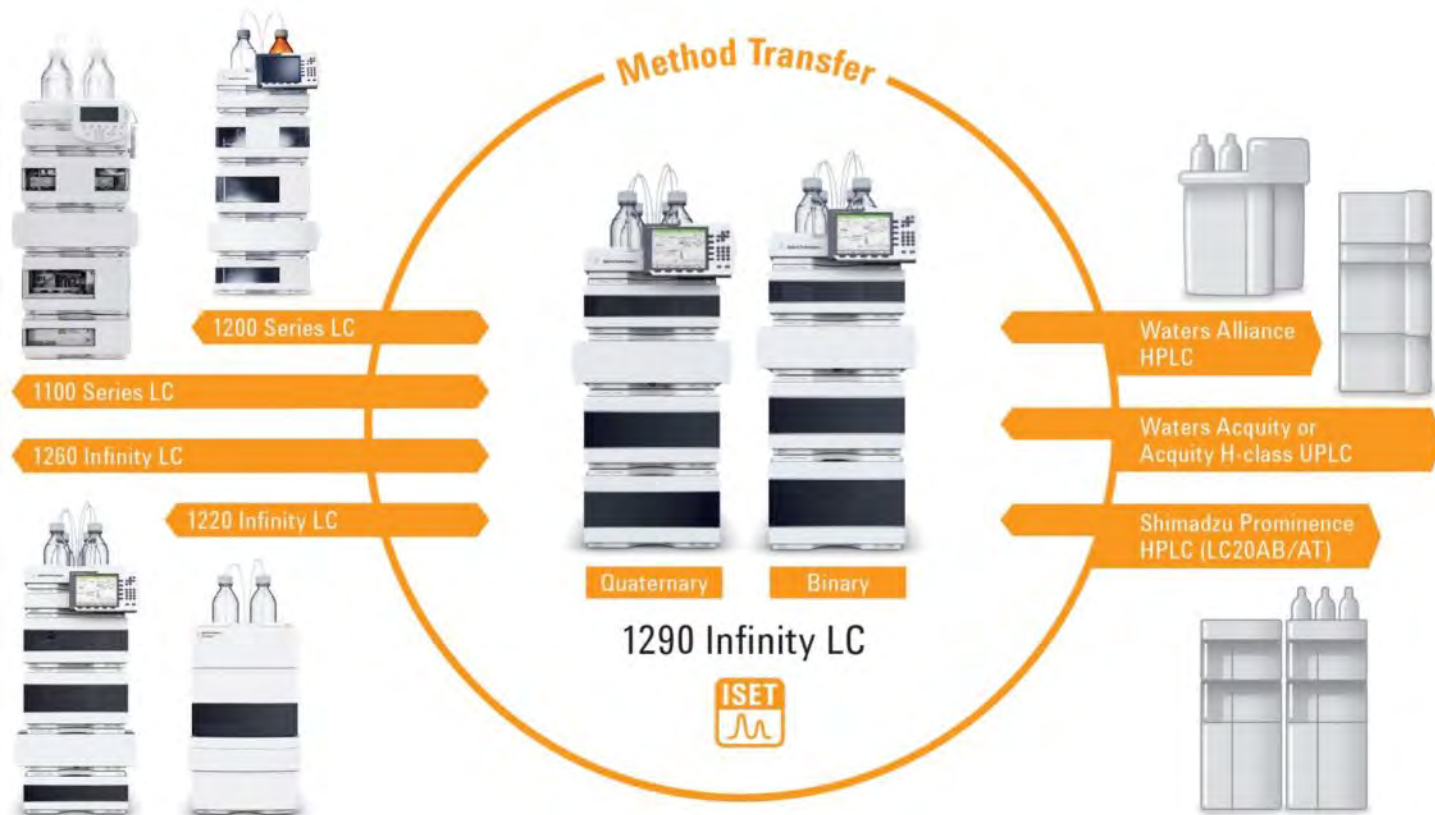 Method Transfer
1200 Series LC
1100 Series LC
1260 Infinity LC
1220 Infinity LC
Waters Alliance
HPLC
Waters Acquity or
Acquity H-class UPLC
Shimadzu Prominence
HPLC (LC20AB/AT)
Quaternary
Binary
1290 Infinity LC
ISET